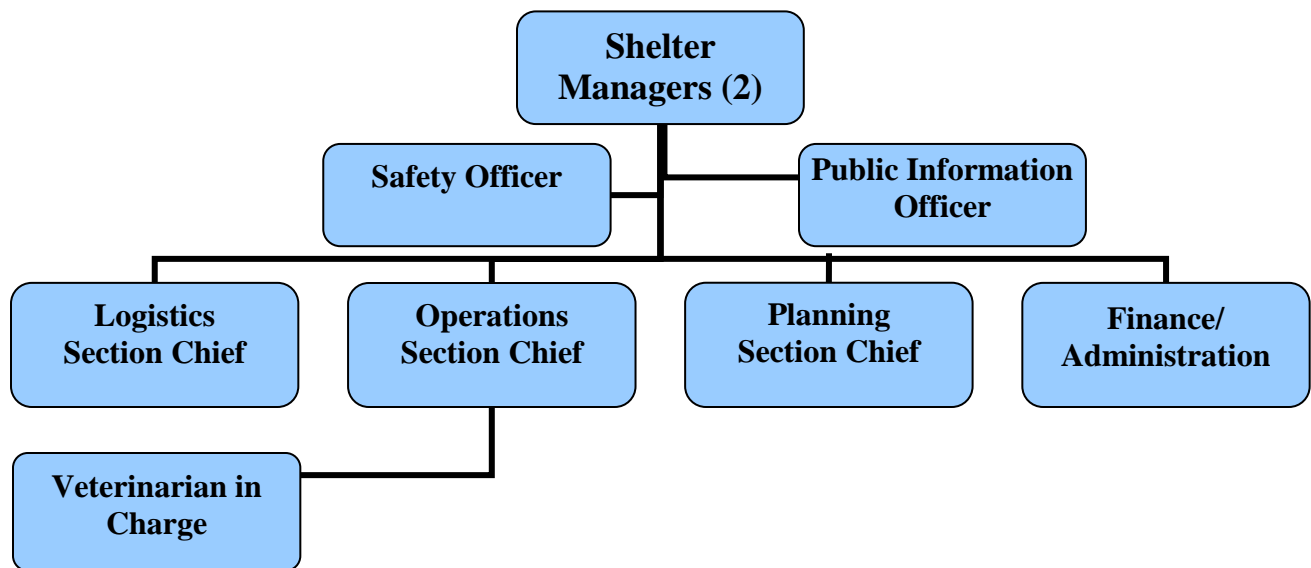 Shelter
Managers (2)
Safety Officer
Public Information
Officer
Logistics
Section Chief
Operations
Section Chief
Planning
Section Chief
Finance/
Administration
Veterinarian in
Charge